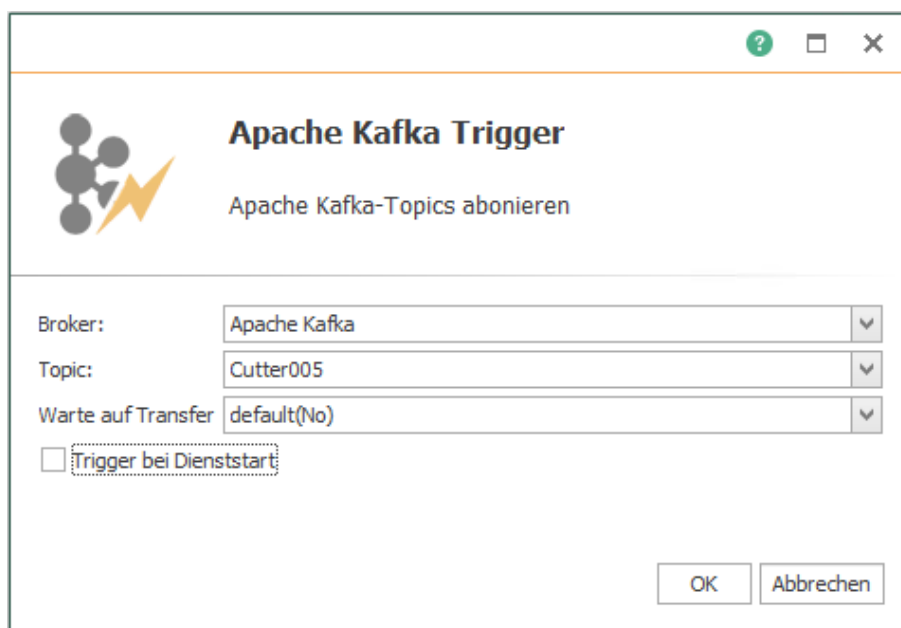 ?
Apache Kafka Trigger
Apache Kafka-Topics abonieren
Broker: Apache Kafka
Topic: Cutter005
Warte auf Transfer default(No)
Trigger bei Dienststart
OK Abbrechen